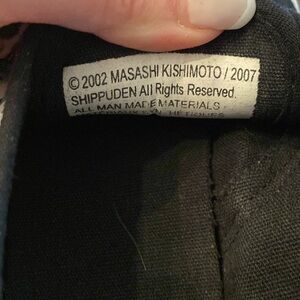 © 2002 MASASHI KISHIMOTO / 2007
SHIPPUDEN All Rights Reserved.
ALL MAN MADE MATERIALS